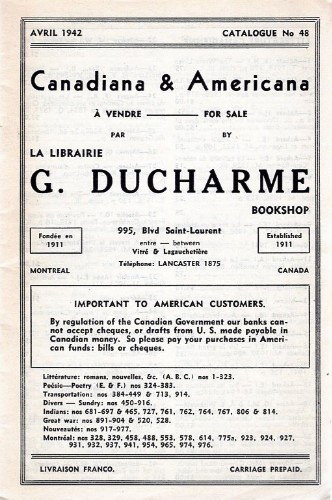 AVRIL 1942 CATALOGUE No 48
Canadiana & Americana
À VENDRE ——— FOR SALE
PAR BY
LA LIBRAIRIE
G. DUCHARME
BOOKSHOP
Fondée en
1911
995, Blvd Saint-Laurent
entre — between
Vitré & Lagauchetière
Téléphone: LANCASTER 1875
Established
1911
MONTREAL CANADA
IMPORTANT TO AMERICAN CUSTOMERS.
By regulation of the Canadian Government our banks can-
not accept cheques, or drafts from U. S. made payable in
Canadian money. So please pay your purchases in Ameri-
can funds: bills or cheques.
Littérature: romans, nouvelles, &c. (A. B. C.) nos 1-323.
Poésie—Poetry (E. & F.) nos 324-383.
Transportation: nos 384-449 & 713, 914.
Divers — Sundry: nos 450-916.
Indians: nos 681-697 & 465, 727, 761, 762, 764, 767, 806 & 814.
Great war: nos 891-904 & 520, 528.
Nouveautés: nos 917-977.
Montréal: nos 328, 329, 458, 488, 553, 578, 614, 775a, 923, 924, 927,
931, 932, 937, 941, 954, 965, 974, 976.
LIVRAISON FRANCO. CARRIAGE PREPAID.